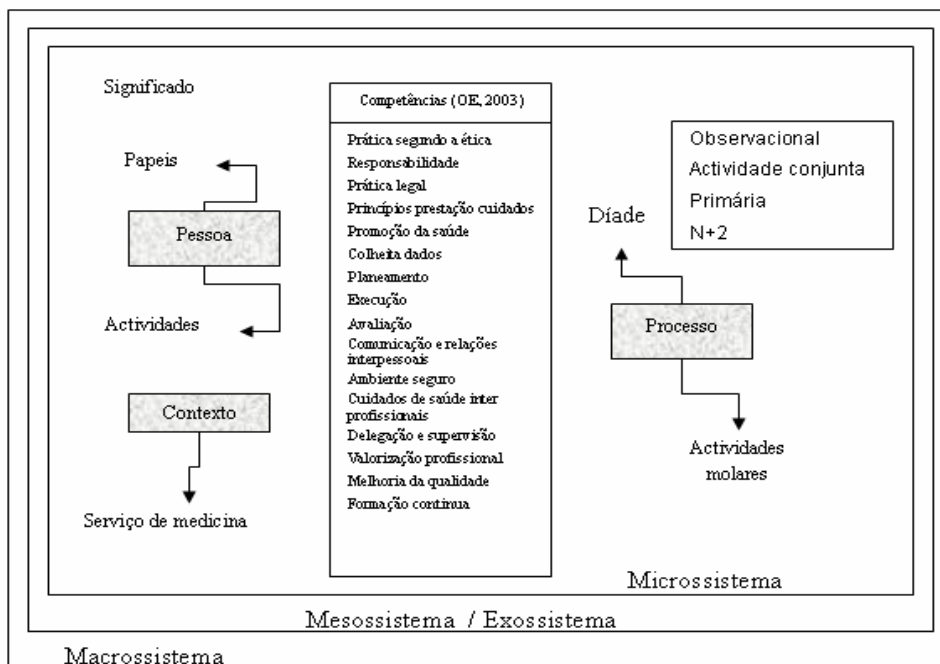 Significado
Papeis
Pessoa
Actividades
Contexto
Serviço de medicina
Competências (OE, 2003)
Prática segundo a ética
Responsabilidade
Prática legal
Princípios prestação cuidados
Promoção da saúde
Colheita dados
Planeamento
Execução
Avaliação
Comunicação e relações
interpessoais
Ambiente seguro
Cuidados de saúde inter
profissionais
Delegação e supervisão
Valorização profissional
Melhoria da qualidade
Formação contínua
Observacional
Actividade conjunta
Primária
N+2
Díade
Processo
Actividades
molares
Microssistema
Mesossistema / Exossistema
Macrossistema